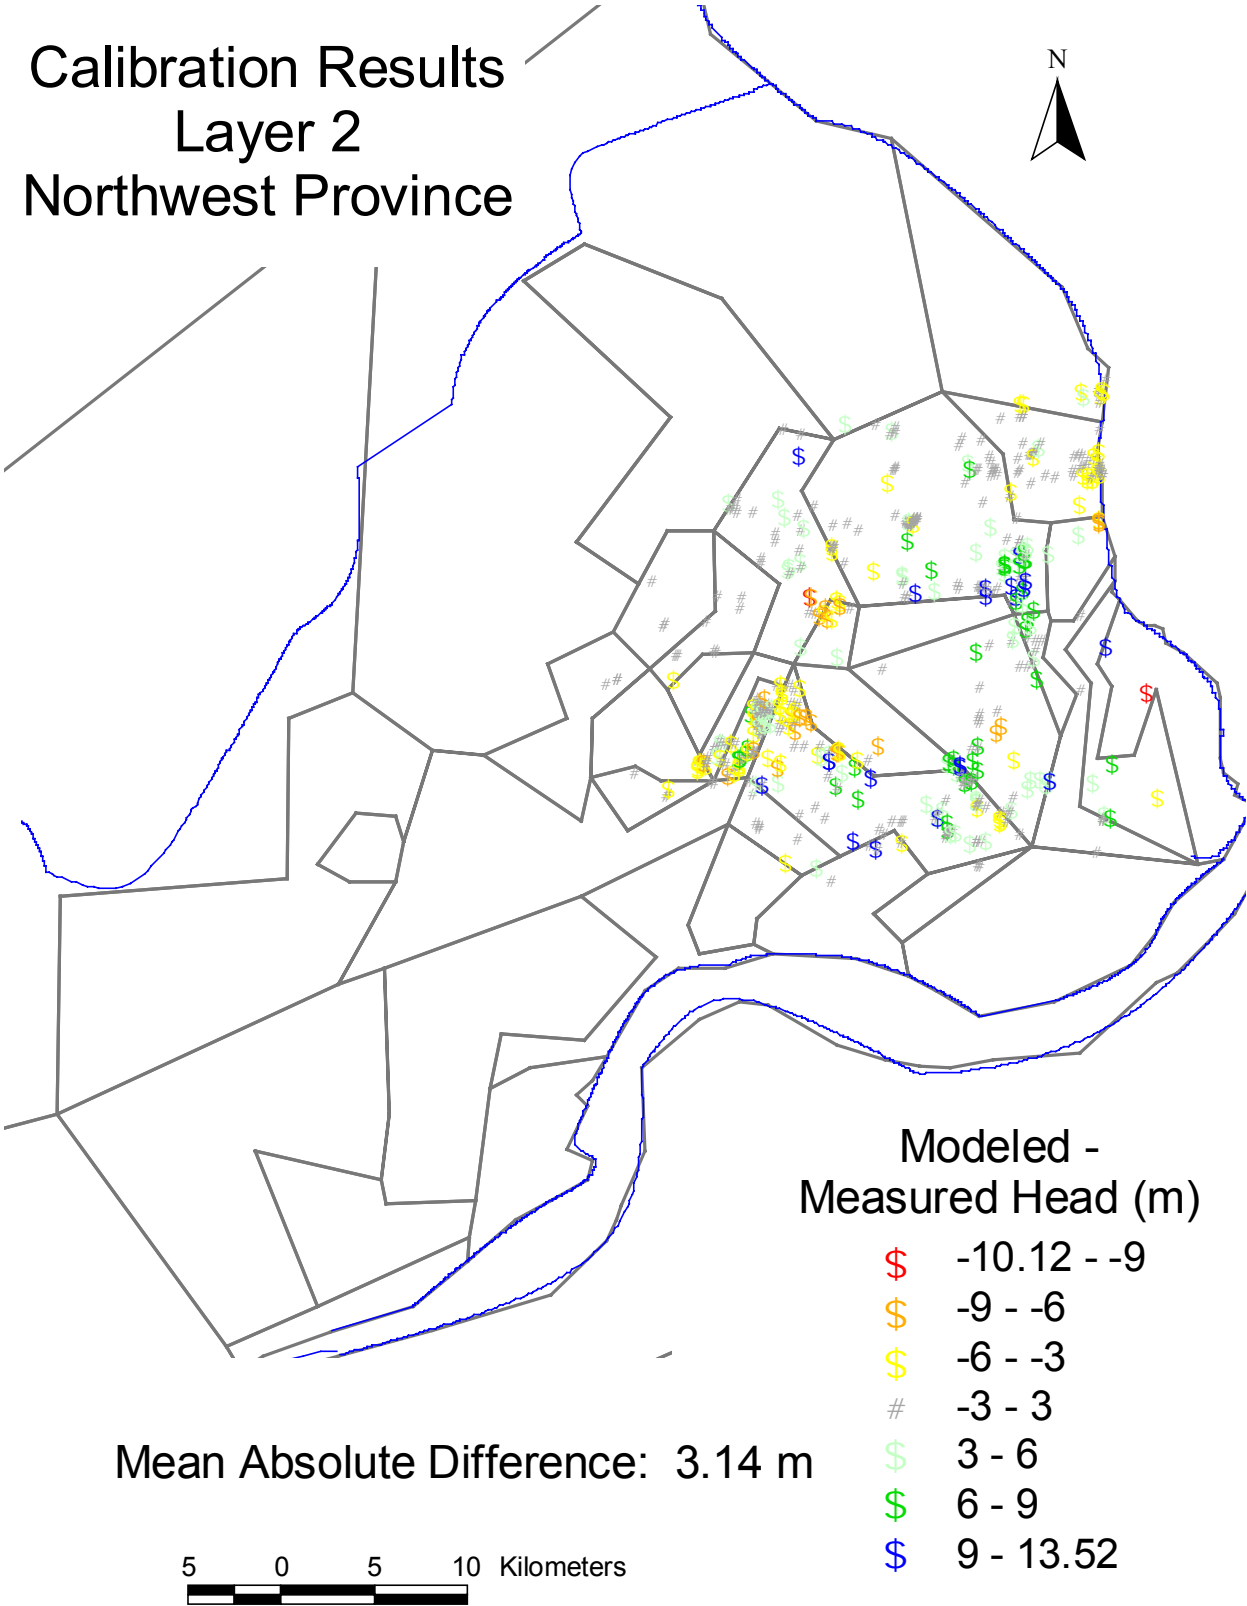 Calibration Results
Layer 2
Northwest Province
N
Modeled -
Measured Head (m)
$ -10.12 - -9
$ -9 - -6
$ -6 - -3
# -3 - 3
$ 3 - 6
$ 6 - 9
$ 9 - 13.52
Mean Absolute Difference: 3.14 m
5 0 5 10 Kilometers